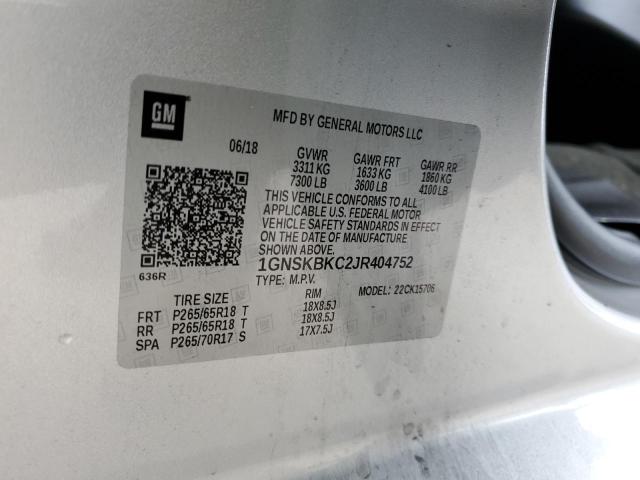 GM
MFD BY GENERAL MOTORS LLC
06/18
GVWR GAWR FRT GAWR RR
3311 KG 1633 KG 1860 KG
7300 LB 3600 LB 4100 LB
THIS VEHICLE CONFORMS TO ALL
APPLICABLE U.S. FEDERAL MOTOR
VEHICLE SAFETY STANDARDS IN EFFECT
ON THE DATE OF MANUFACTURE
SHOWN ABOVE.
636R
1GNSKBKC2JR404752
TYPE: M.P.V. MODEL: 22CK15706
TIRE SIZE RIM
FRT P265/65R18 T 18X8.5J
RR P265/65R18 T 18X8.5J
SPA P265/70R17 S 17X7.5J